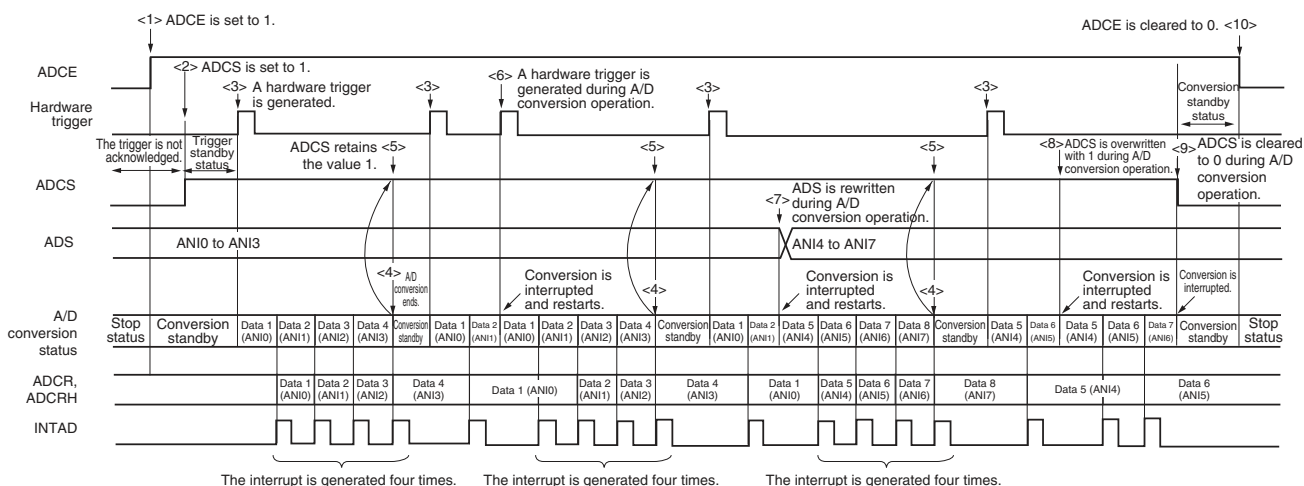 <1> ADCE is set to 1.
ADCE is cleared to 0. <10>
ADCE
<2> ADCS is set to 1.
<3> A hardware trigger
is generated.
<3>
<6> A hardware trigger is
generated during A/D
conversion operation.
<3>
<3>
Conversion
standby
status
Hardware
trigger
The trigger is not
acknowledged.
Trigger
standby
status
ADCS retains
the value 1.
<5>
<5>
<5>
<8> ADCS is overwritten
with 1 during A/D
conversion operation.
<9> ADCS is cleared
to 0 during A/D
conversion
operation.
ADCS
<7> ADS is rewritten
during A/D
conversion operation.
ADS
ANI0 to ANI3
ANI4 to ANI7
<4> A/D
conversion
ends.
Conversion is
interrupted
and restarts.
<4>
Conversion is
interrupted
and restarts.
<4>
Conversion is
interrupted
and restarts.
Conversion is
interrupted.
A/D
conversion
status
Stop
status
Conversion
standby
Data 1
(ANI0)
Data 2
(ANI1)
Data 3
(ANI2)
Data 4
(ANI3)
Conversion
standby
Data 1
(ANI0)
Data 2
(ANI1)
Data 1
(ANI0)
Data 2
(ANI1)
Data 3
(ANI2)
Data 4
(ANI3)
Conversion
standby
Data 1
(ANI0)
Data 2
(ANI1)
Data 5
(ANI4)
Data 6
(ANI5)
Data 7
(ANI6)
Data 8
(ANI7)
Conversion
standby
Data 5
(ANI4)
Data 6
(ANI5)
Data 5
(ANI4)
Data 6
(ANI5)
Data 7
(ANI6)
Conversion
standby
Stop
status
ADCR,
ADCRH
Data 1
(ANI0)
Data 2
(ANI1)
Data 3
(ANI2)
Data 4
(ANI3)
Data 1 (ANI0)
Data 2
(ANI1)
Data 3
(ANI2)
Data 4
(ANI3)
Data 1
(ANI0)
Data 5
(ANI4)
Data 6
(ANI5)
Data 7
(ANI6)
Data 8
(ANI7)
Data 5 (ANI4)
Data 6
(ANI5)
INTAD
The interrupt is generated four times.
The interrupt is generated four times.
The interrupt is generated four times.